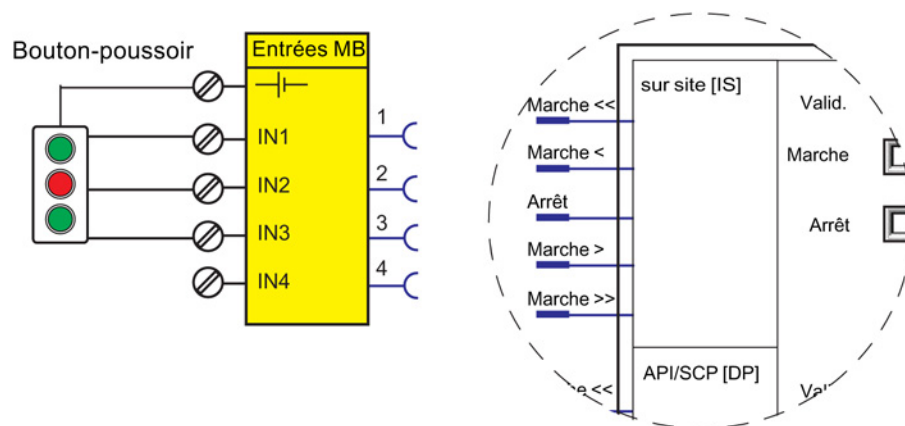 Bouton-poussoir
Entrées MB
IN1
IN2
IN3
IN4
1
2
3
4
Marche <<
Marche <
Arrêt
Marche >
Marche >>
sur site [IS]
Valid.
Marche
Arrêt
API/SCP [DP]
<<